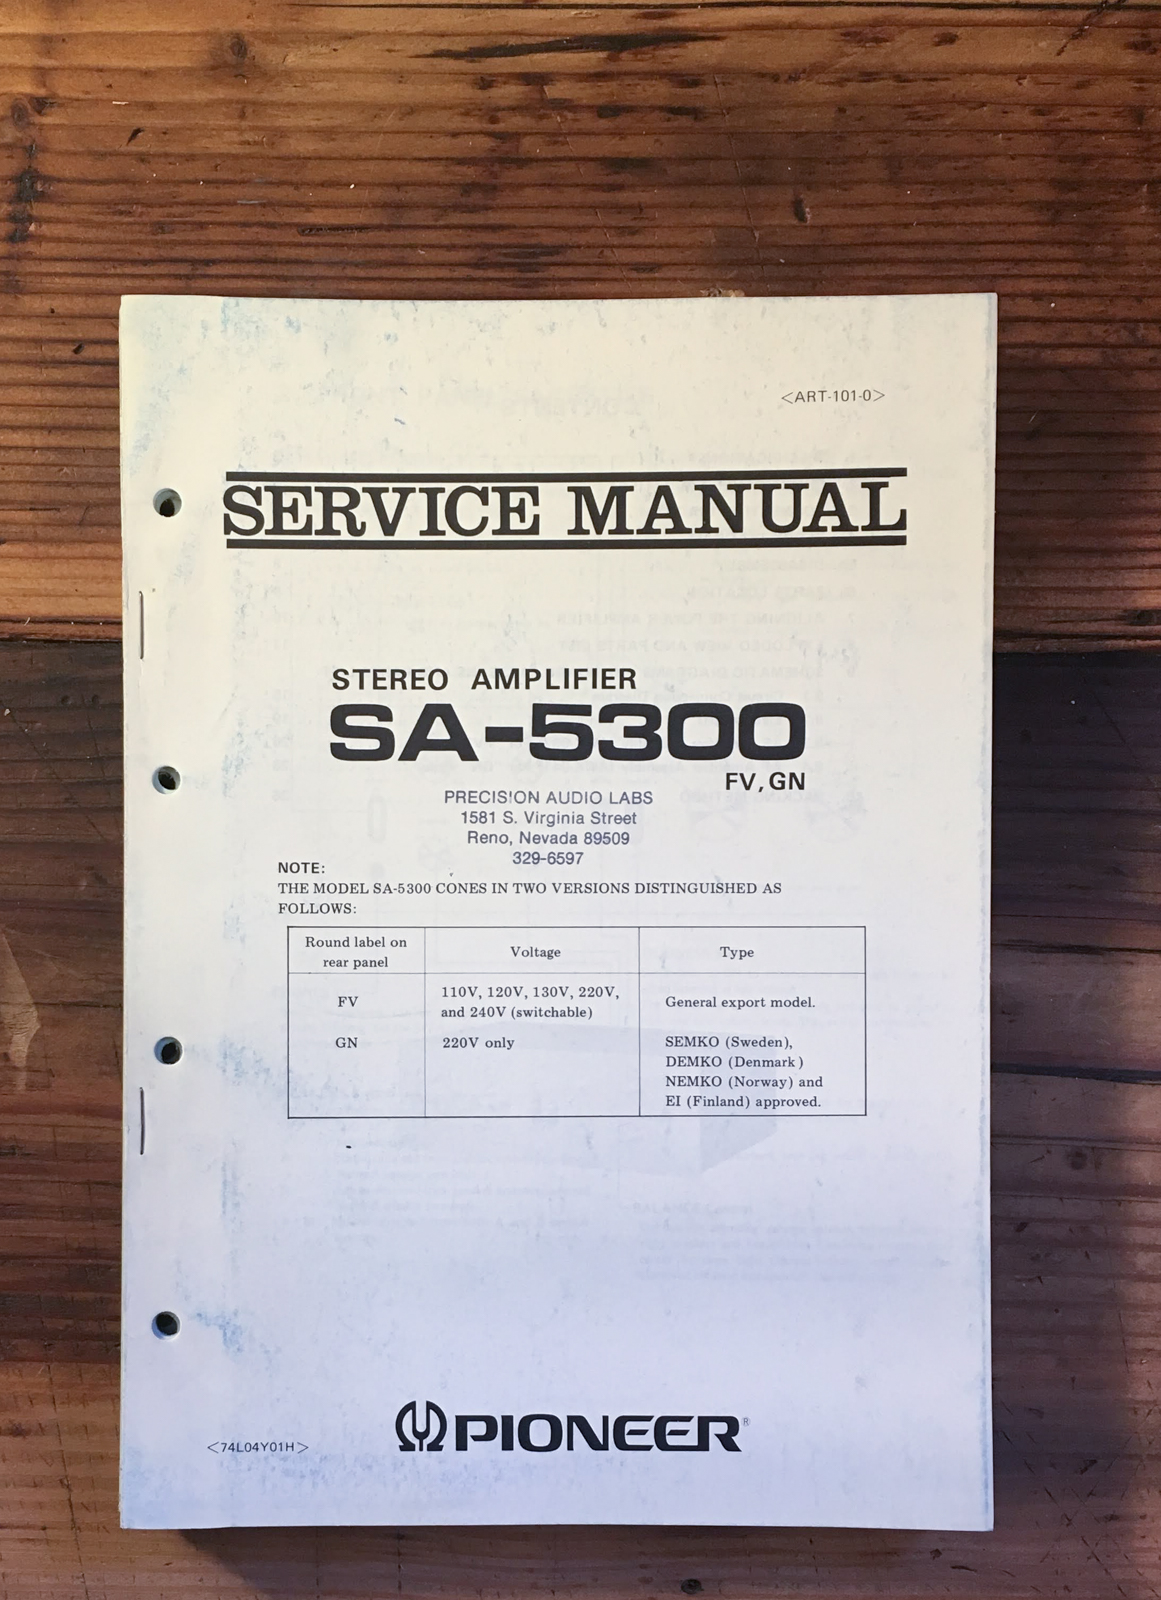 <ART-101-0>
SERVICE MANUAL
STEREO AMPLIFIER
SA-5300
FV, GN
PRECISION AUDIO LABS
1581 S. Virginia Street
Reno, Nevada 89509
329-6597
NOTE:
THE MODEL SA-5300 CONES IN TWO VERSIONS DISTINGUISHED AS
FOLLOWS:
Round label on
rear panel
Voltage
Type
FV
110V, 120V, 130V, 220V,
and 240V (switchable)
General export model.
GN
220V only
SEMKO (Sweden),
DEMKO (Denmark)
NEMKO (Norway) and
EI (Finland) approved.
<74L04Y01H>
PIONEER®